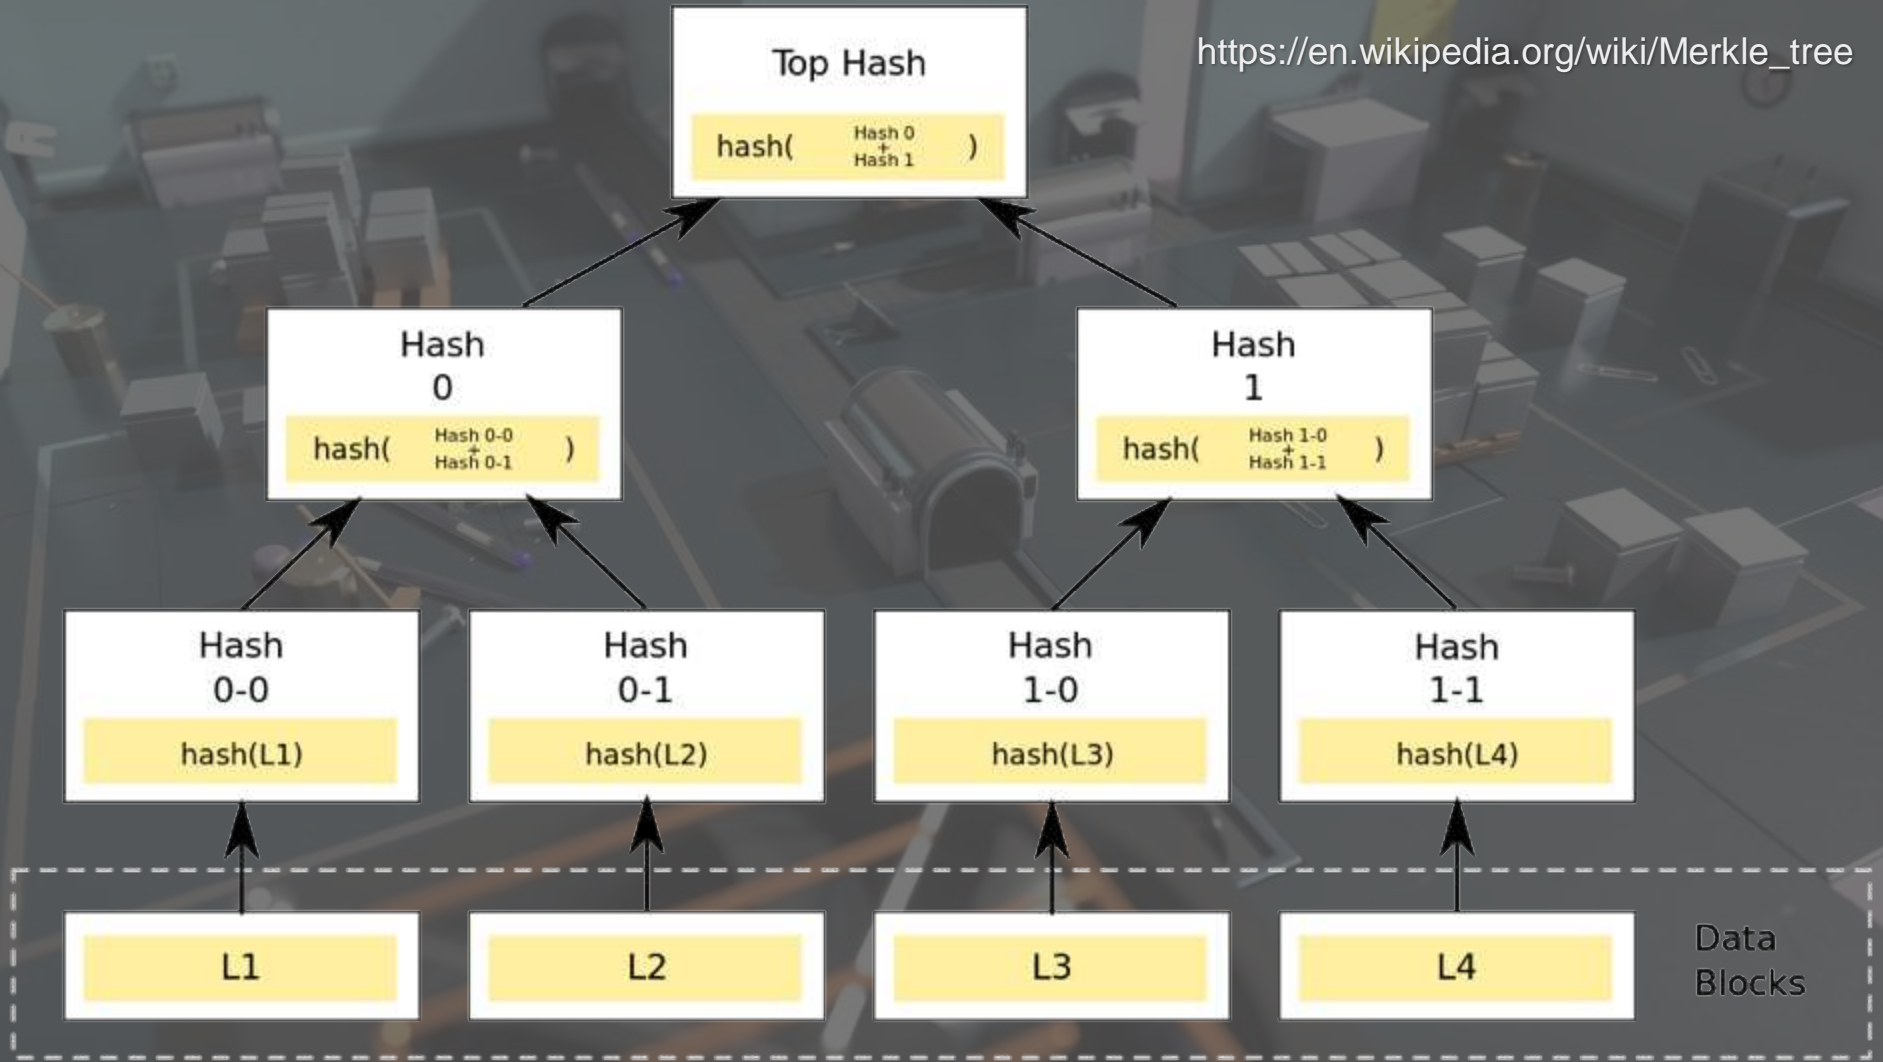 https://en.wikipedia.org/wiki/Merkle_tree
Top Hash
hash( Hash 0 + Hash 1 )
Hash
0
hash( Hash 0-0 + Hash 0-1 )
Hash
1
hash( Hash 1-0 + Hash 1-1 )
Hash
0-0
hash(L1)
Hash
0-1
hash(L2)
Hash
1-0
hash(L3)
Hash
1-1
hash(L4)
L1
L2
L3
L4
Data
Blocks